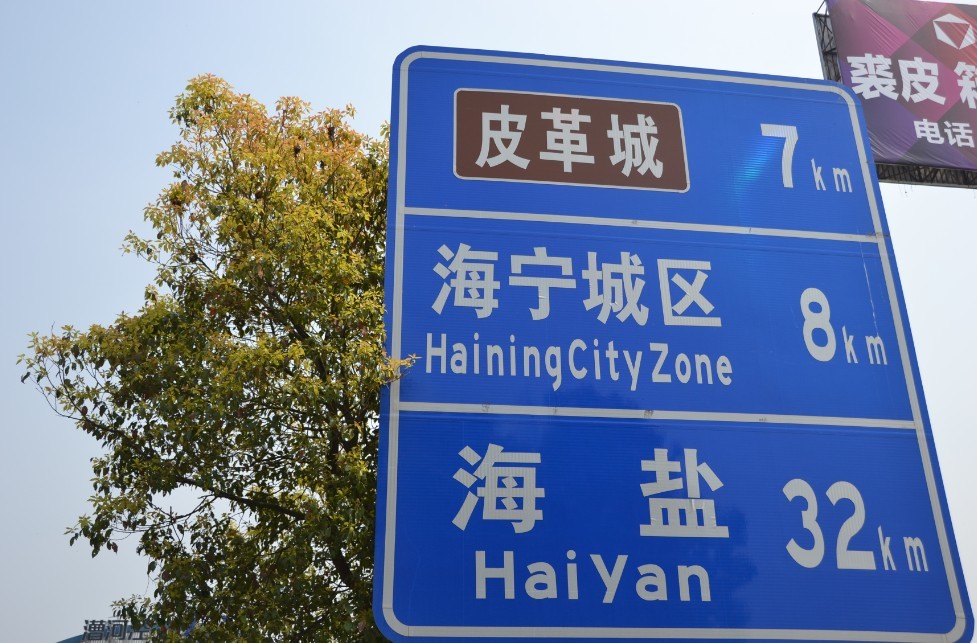 皮革城 7km
海宁城区 8km
HainingCityZone
海盐 32km
HaiYan
裘皮
电话